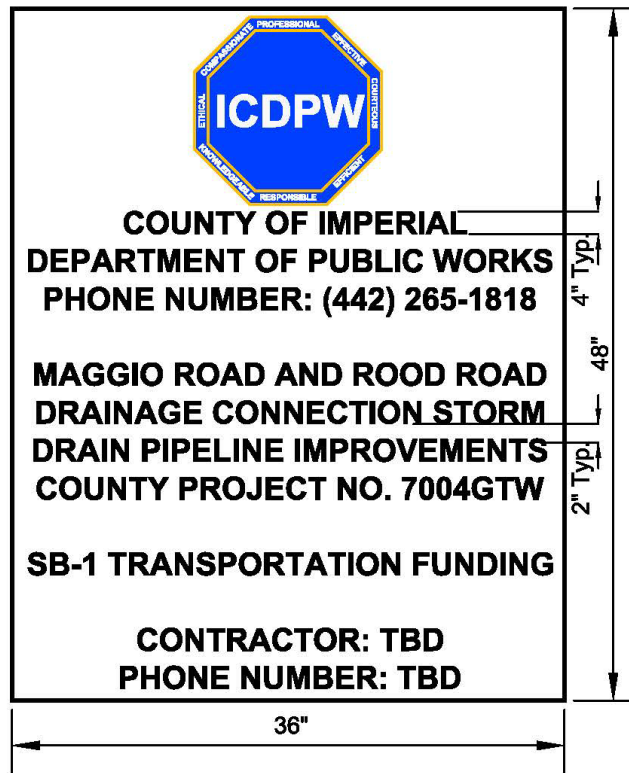 PROFESSIONAL
COMPASSIONATE
EFFECTIVE
ETHICAL
ICDPW
COURTEOUS
KNOWLEDGEABLE
EFFICIENT
RESPONSIBLE
COUNTY OF IMPERIAL
DEPARTMENT OF PUBLIC WORKS
PHONE NUMBER: (442) 265-1818
4" Typ.
48"
MAGGIO ROAD AND ROOD ROAD
DRAINAGE CONNECTION STORM
DRAIN PIPELINE IMPROVEMENTS
COUNTY PROJECT NO. 7004GTW
2" Typ.
SB-1 TRANSPORTATION FUNDING
CONTRACTOR: TBD
PHONE NUMBER: TBD
36"